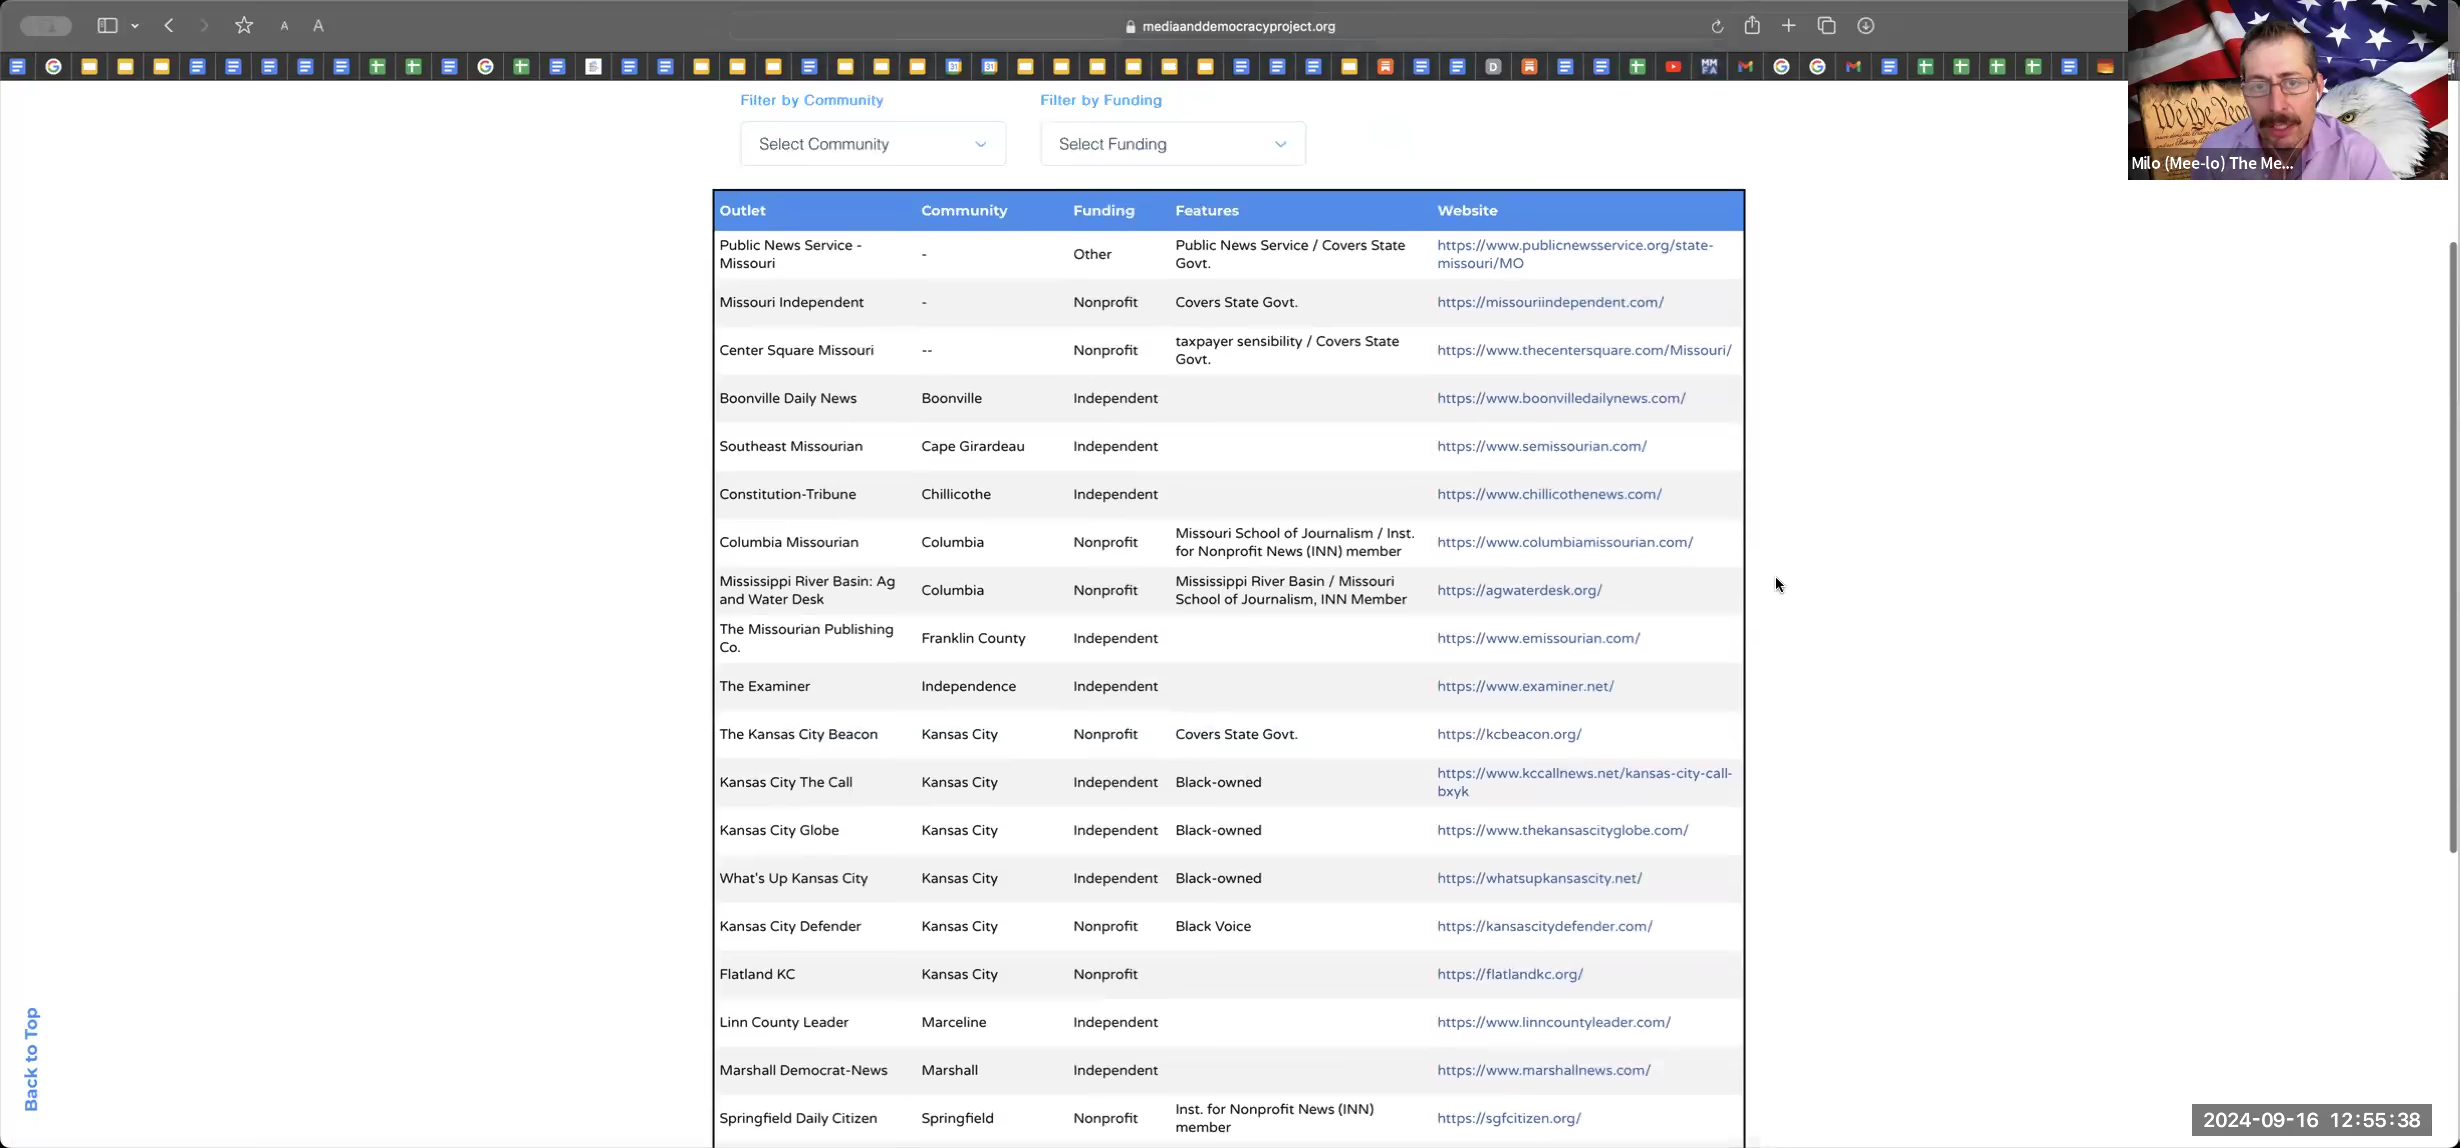 mediaanddemocracyproject.org
Filter by Community
Filter by Funding
Select Community
Select Funding
Milo (Mee-lo) The Me...
Outlet Community Funding Features Website
Public News Service - Missouri - Other Public News Service / Covers State Govt. https://www.publicnewsservice.org/state-missouri/MO
Missouri Independent - Nonprofit Covers State Govt. https://missouriindependent.com/
Center Square Missouri -- Nonprofit taxpayer sensibility / Covers State Govt. https://www.thecentersquare.com/Missouri/
Boonville Daily News Boonville Independent https://www.boonvilledailynews.com/
Southeast Missourian Cape Girardeau Independent https://www.semissourian.com/
Constitution-Tribune Chillicothe Independent https://www.chillicothenews.com/
Columbia Missourian Columbia Nonprofit Missouri School of Journalism / Inst. for Nonprofit News (INN) member https://www.columbiamissourian.com/
Mississippi River Basin: Ag and Water Desk Columbia Nonprofit Mississippi River Basin / Missouri School of Journalism, INN Member https://agwaterdesk.org/
The Missourian Publishing Co. Franklin County Independent https://www.emissourian.com/
The Examiner Independence Independent https://www.examiner.net/
The Kansas City Beacon Kansas City Nonprofit Covers State Govt. https://kcbeacon.org/
Kansas City The Call Kansas City Independent Black-owned https://www.kccallnews.net/kansas-city-call-bxyk
Kansas City Globe Kansas City Independent Black-owned https://www.thekansascityglobe.com/
What's Up Kansas City Kansas City Independent Black-owned https://whatsupkansascity.net/
Kansas City Defender Kansas City Nonprofit Black Voice https://kansascitydefender.com/
Flatland KC Kansas City Nonprofit https://flatlandkc.org/
Linn County Leader Marceline Independent https://www.linncountyleader.com/
Marshall Democrat-News Marshall Independent https://www.marshallnews.com/
Springfield Daily Citizen Springfield Nonprofit Inst. for Nonprofit News (INN) member https://sgfcitizen.org/
Back to Top
2024-09-16 12:55:38